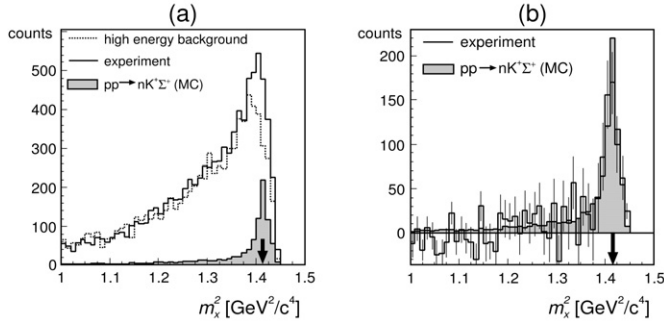 (a)
counts
high energy background
experiment
pp→nK⁺Σ⁺ (MC)
500
400
300
200
100
0
1 1.1 1.2 1.3 1.4 1.5
m²ₓ [GeV²/c⁴]
(b)
counts
experiment
pp→nK⁺Σ⁺ (MC)
200
150
100
50
0
1 1.1 1.2 1.3 1.4 1.5
m²ₓ [GeV²/c⁴]